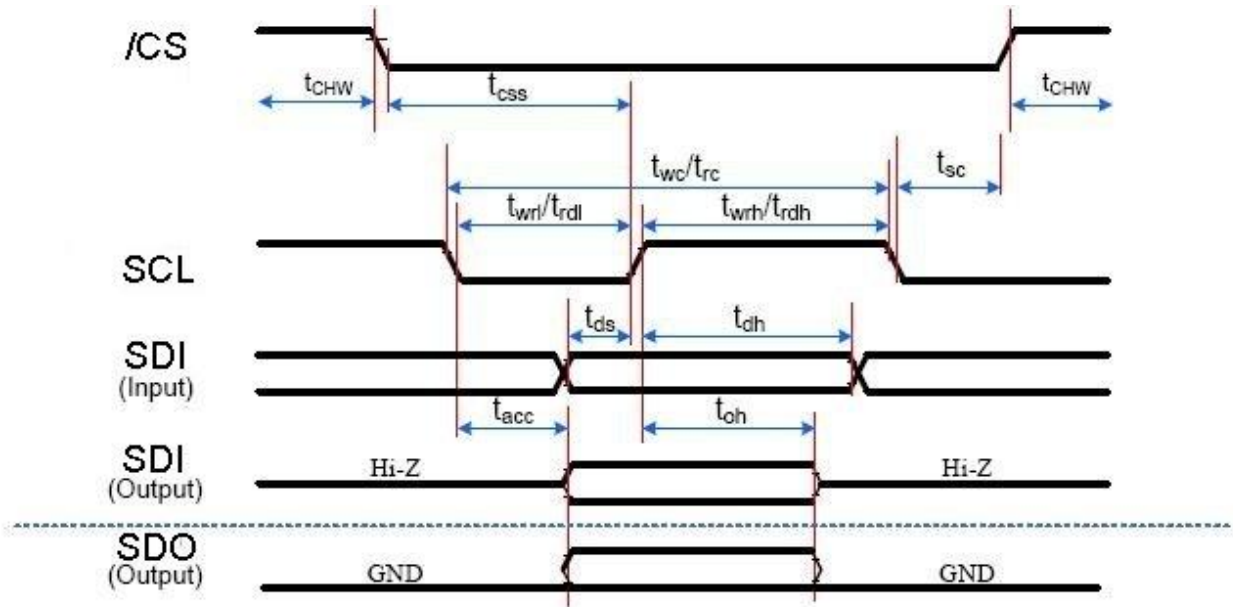 /CS
tCHW
tcss
tCHW
twc/trc
tsc
twrl/trdl
twrh/trdh
SCL
tds
tdh
SDI
(Input)
tacc
toh
SDI
(Output)
Hi-Z
Hi-Z
SDO
(Output)
GND
GND